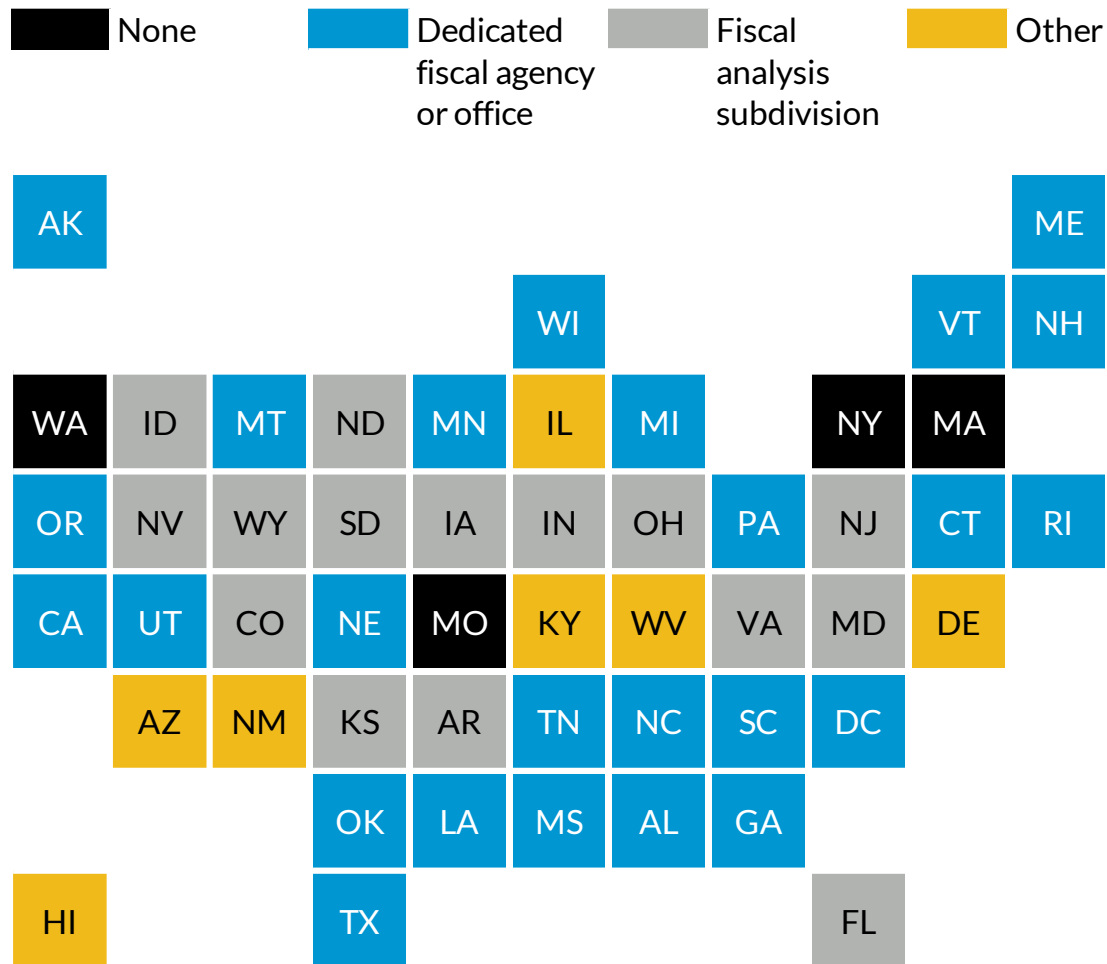 None
Dedicated
fiscal agency
or office
Fiscal
analysis
subdivision
Other
AK ME
WI VT NH
WA ID MT ND MN IL MI NY MA
OR NV WY SD IA IN OH PA NJ CT RI
CA UT CO NE MO KY WV VA MD DE
AZ NM KS AR TN NC SC DC
OK LA MS AL GA
HI TX FL